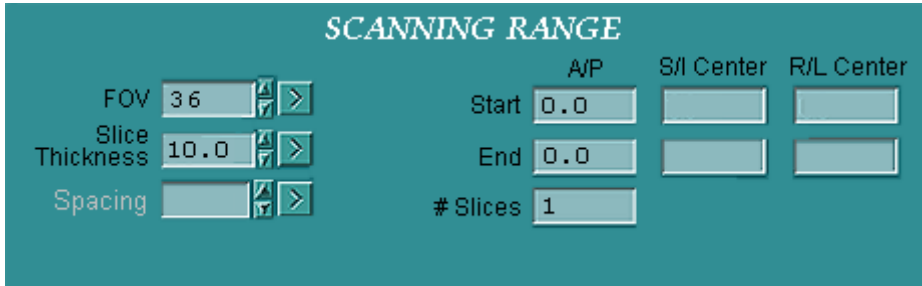 SCANNING RANGE
A/P S/I Center R/L Center
FOV 36 > Start 0.0
Slice
Thickness 10.0 > End 0.0
Spacing > # Slices 1